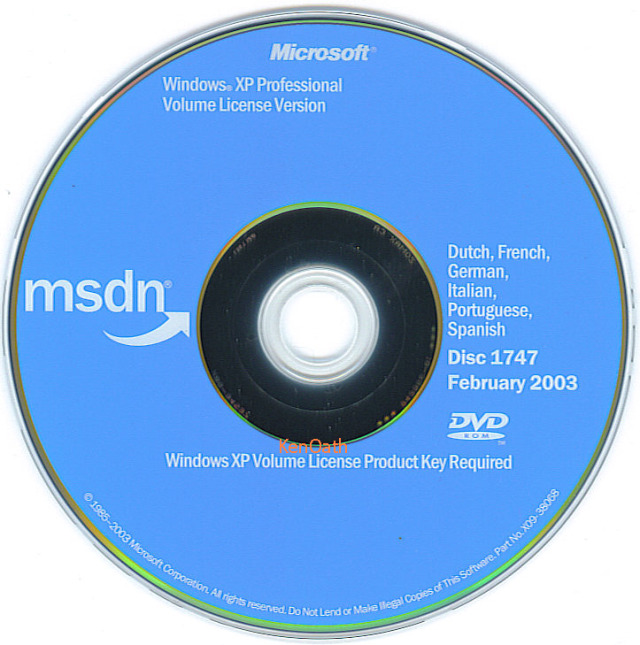 Microsoft®
Windows® XP Professional
Volume License Version
msdn®
Dutch, French,
German,
Italian,
Portuguese,
Spanish
Disc 1747
February 2003
DVD
ROM
TM
KenOath
Windows XP Volume License Product Key Required
© 1985–2003 Microsoft Corporation. All rights reserved. Do Not Lend or Make Illegal Copies of This Software. Part No. X09-38068